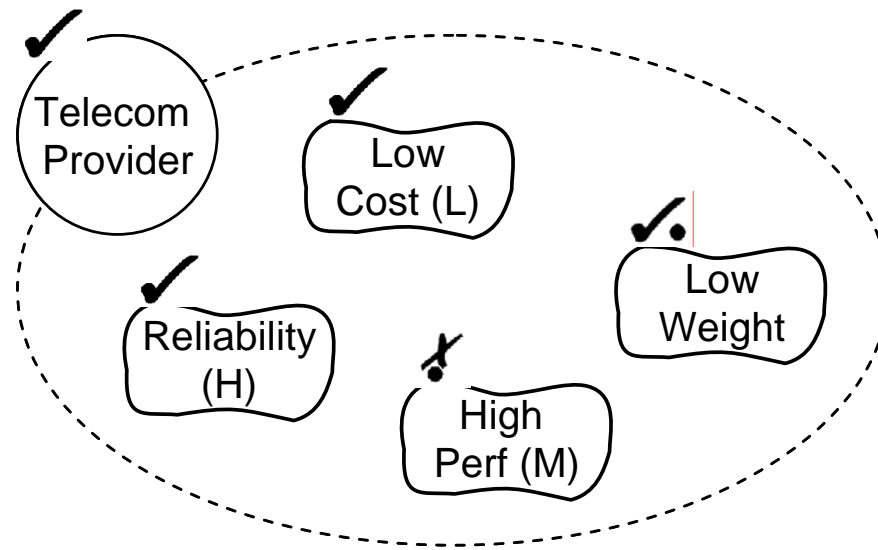 Telecom
Provider
Low
Cost (L)
Low
Weight
Reliability
(H)
High
Perf (M)